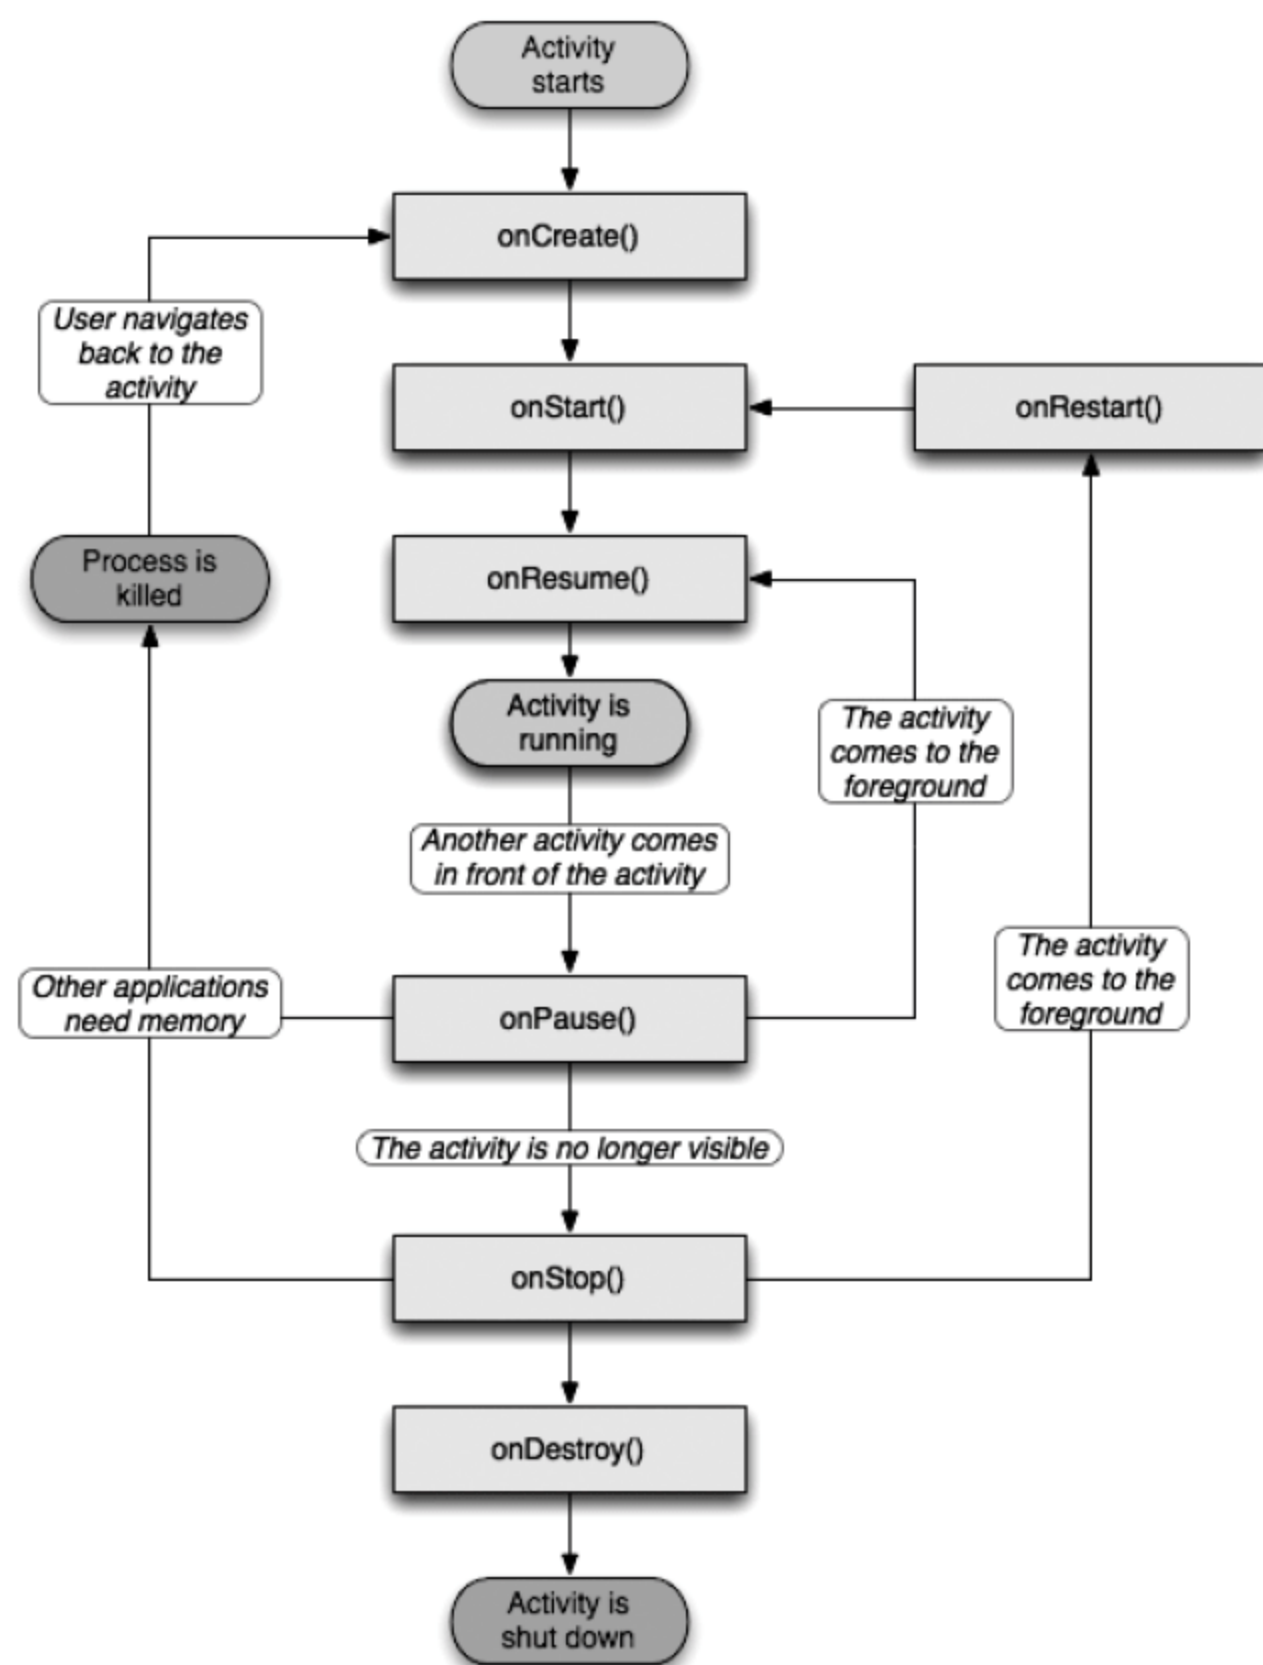 Activity
starts
onCreate()
User navigates
back to the
activity
onStart()
onRestart()
Process is
killed
onResume()
Activity is
running
The activity
comes to the
foreground
Another activity comes
in front of the activity
The activity
comes to the
foreground
Other applications
need memory
onPause()
The activity is no longer visible
onStop()
onDestroy()
Activity is
shut down